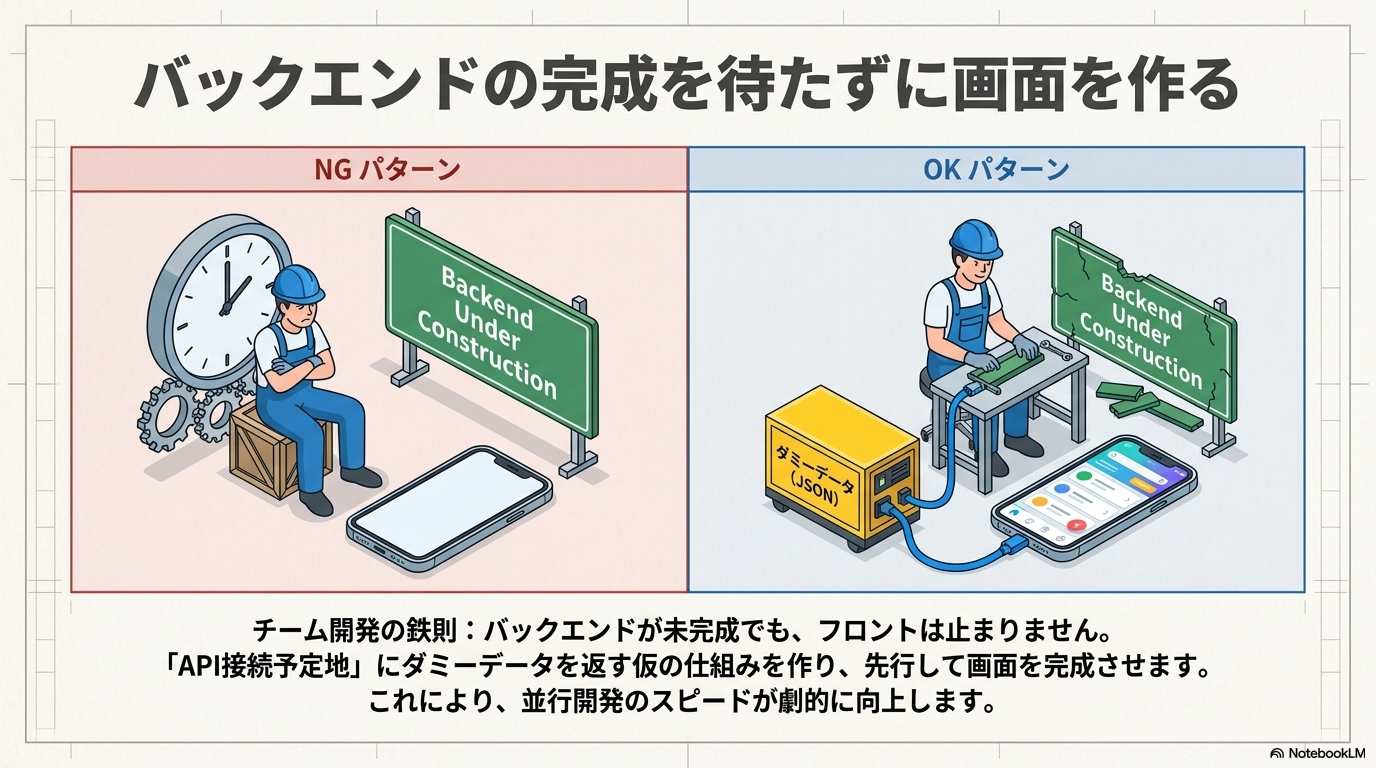 バックエンドの完成を待たずに画面を作る
NG パターン
OK パターン
Backend
Under
Construction
Backend
Under
Construction
ダミーデータ
（JSON）
チーム開発の鉄則：バックエンドが未完成でも、フロントは止まりません。
「API接続予定地」にダミーデータを返す仮の仕組みを作り、先行して画面を完成させます。
これにより、並行開発のスピードが劇的に向上します。
NotebookLM